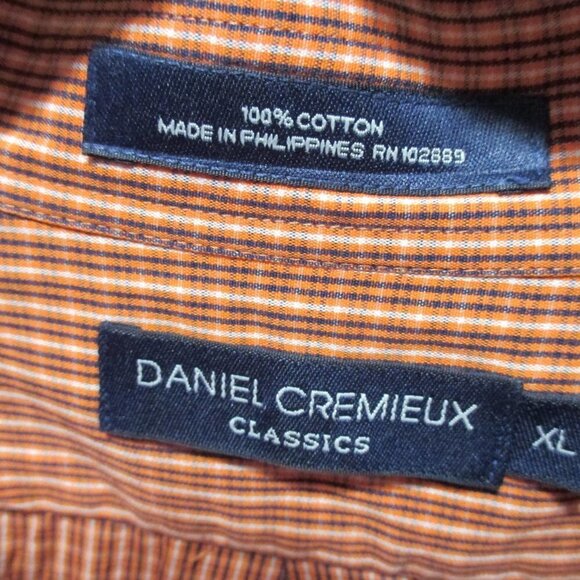 100% COTTON
MADE IN PHILIPPINES RN 102889
DANIEL CREMIEUX
CLASSICS
XL